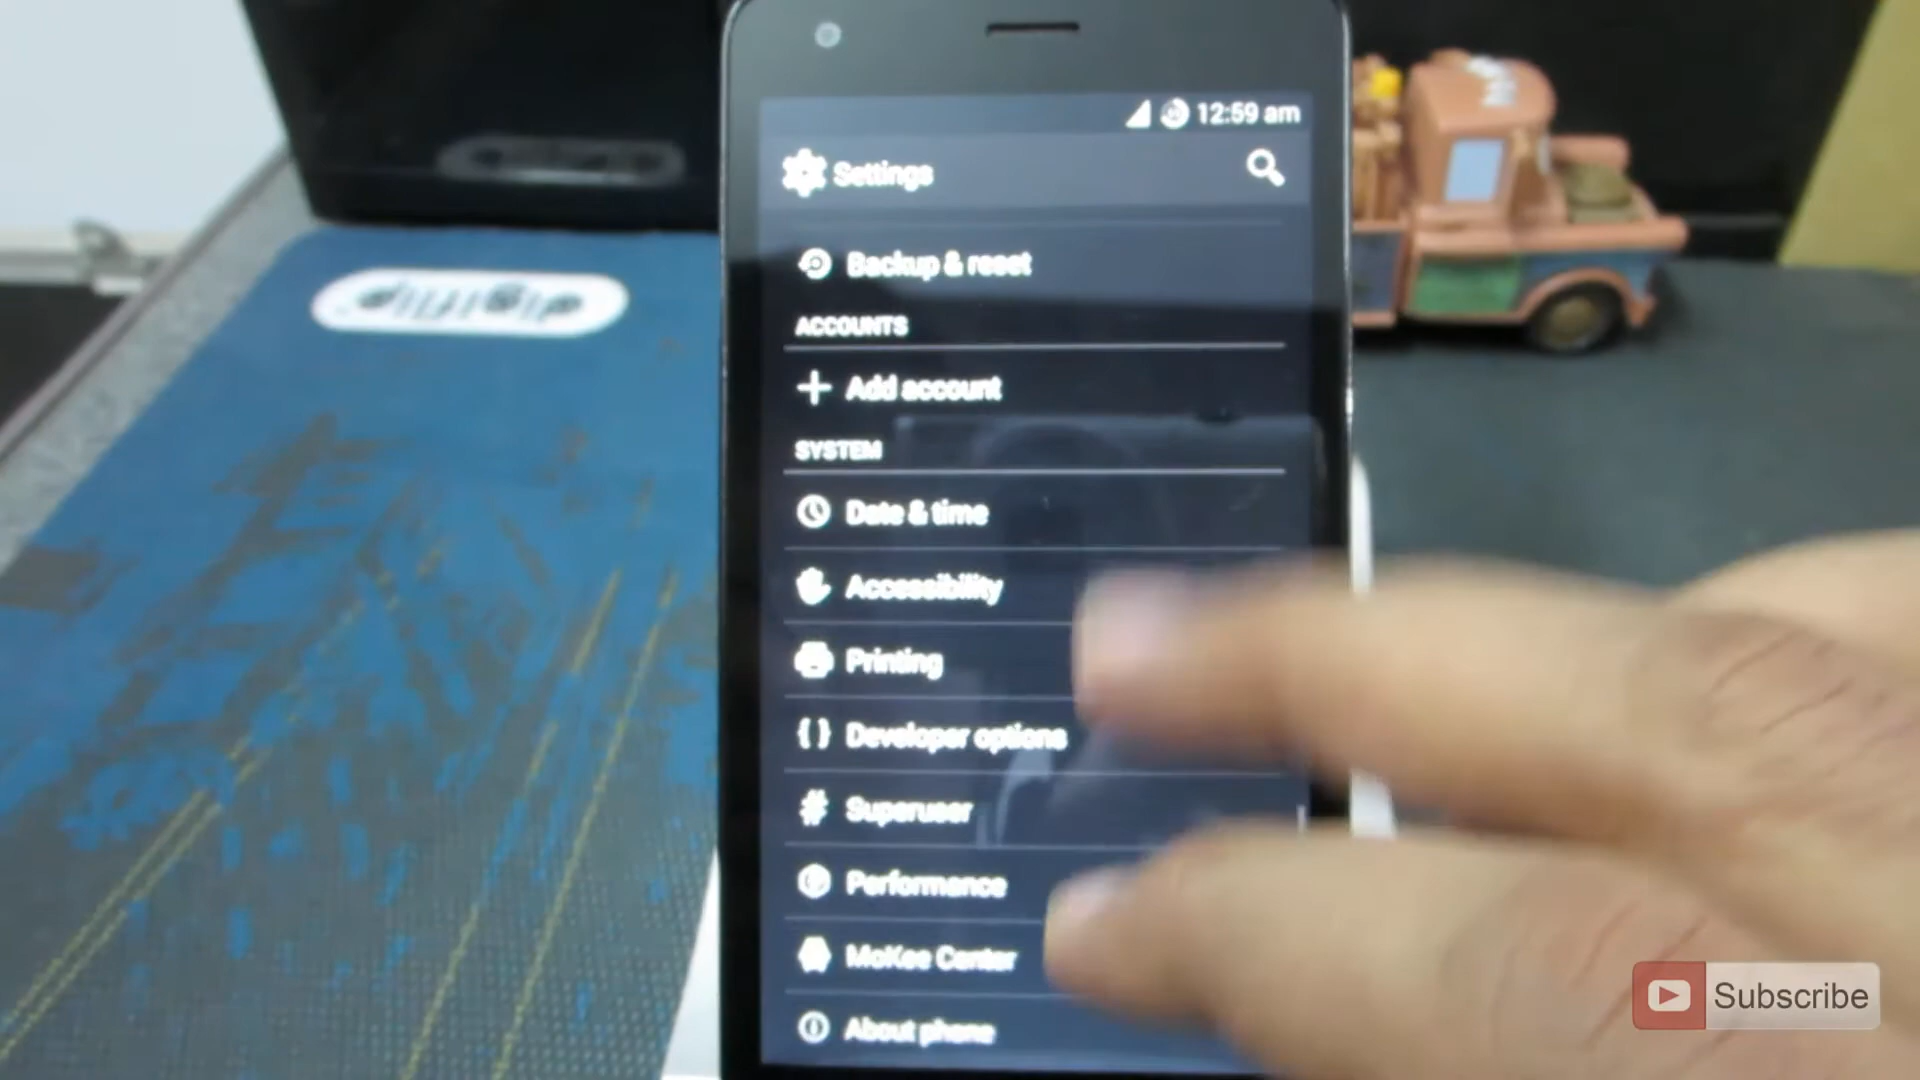 12:59 am
Settings
Backup & reset
ACCOUNTS
Add account
SYSTEM
Date & time
Accessibility
Printing
{ } Developer options
# Superuser
Performance
MoKee Center
About phone
digiflip
Subscribe